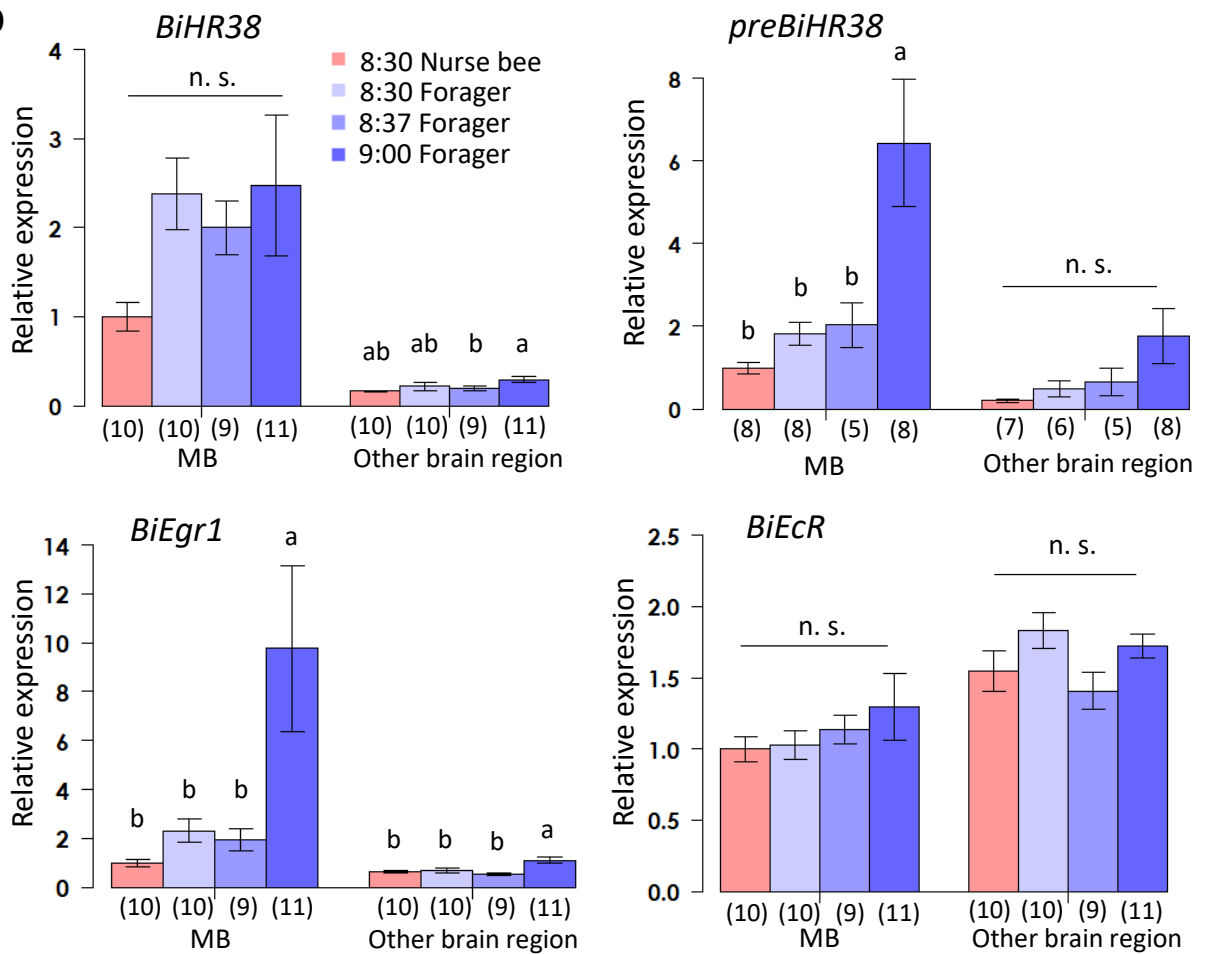 BiHR38
4
3
2
1
0
Relative expression
n. s.
8:30 Nurse bee
8:30 Forager
8:37 Forager
9:00 Forager
ab ab b a
(10) (10) (9) (11) (10) (10) (9) (11)
MB Other brain region
preBiHR38
8
6
4
2
0
Relative expression
b b b a
n. s.
(8) (8) (5) (8) (7) (6) (5) (8)
MB Other brain region
BiEgr1
14
12
10
8
6
4
2
0
Relative expression
b b b a b b b a
(10) (10) (9) (11) (10) (10) (9) (11)
MB Other brain region
BiEcR
2.5
2.0
1.5
1.0
0.5
0.0
Relative expression
n. s. n. s.
(10) (10) (9) (11) (10) (10) (9) (11)
MB Other brain region